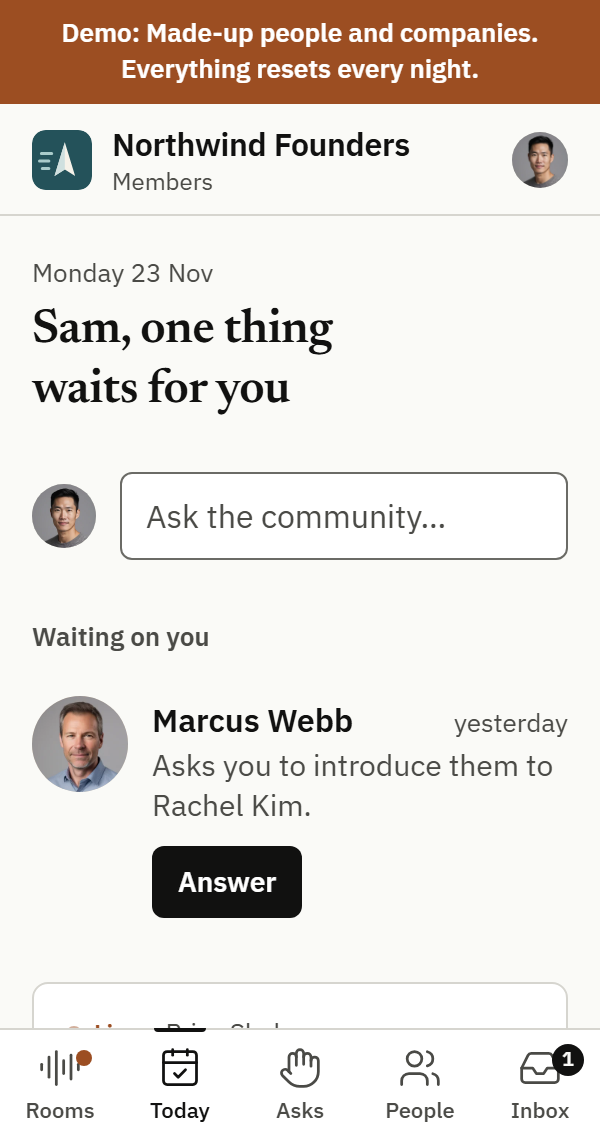 Demo: Made-up people and companies.
Everything resets every night.
Northwind Founders
Members
Monday 23 Nov
Sam, one thing
waits for you
Ask the community...
Waiting on you
Marcus Webb
yesterday
Asks you to introduce them to
Rachel Kim.
Answer
Rooms
Today
Asks
People
Inbox
1